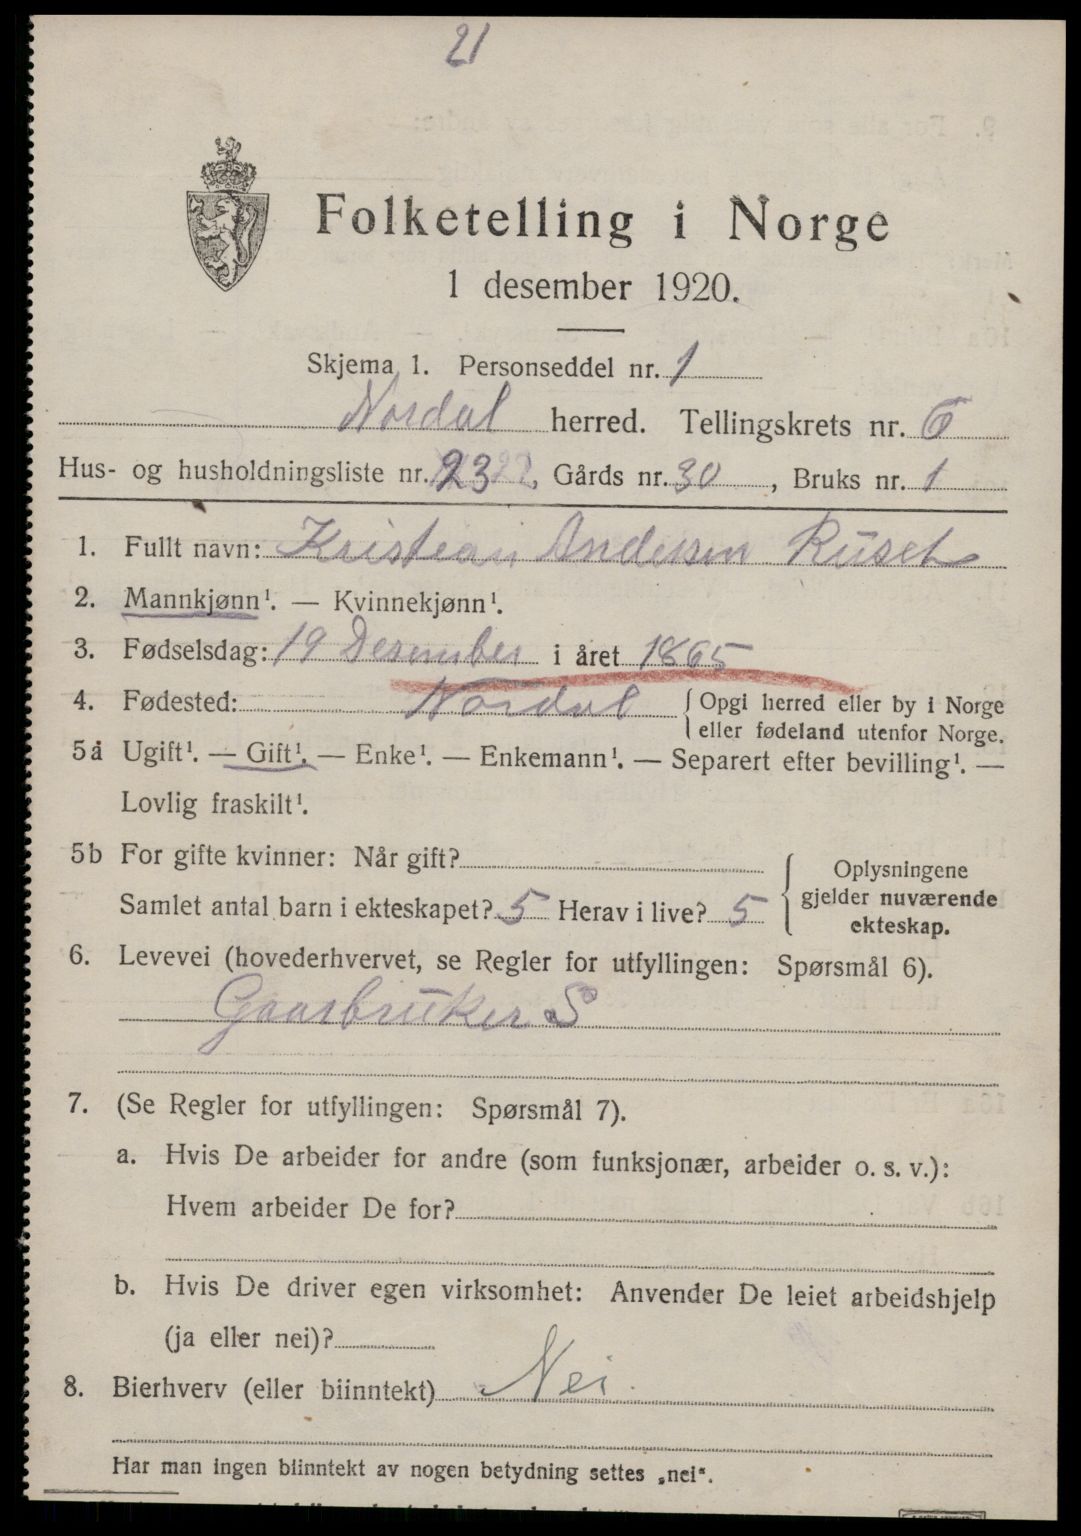 21
Folketelling i Norge
1 desember 1920.
Skjema 1. Personseddel nr. 1
Nordal herred. Tellingskrets nr. 6
Hus- og husholdningsliste nr. 23 22, Gårds nr. 30, Bruks nr. 1
1. Fullt navn: Kristian Andersen Rüset
2. Mannkjønn¹. — Kvinnekjønn¹.
3. Fødselsdag: 19 Desember i året 1865
4. Fødested: Nordal {Opgi herred eller by i Norge
eller fødeland utenfor Norge.
5å Ugift¹. — Gift¹. — Enke¹. — Enkemann¹. — Separert efter bevilling¹. —
Lovlig fraskilt¹.
5b For gifte kvinner: Når gift?
Samlet antal barn i ekteskapet? 5 Herav i live? 5
{Oplysningene
gjelder nuværende
ekteskap.
6. Levevei (hovederhvervet, se Regler for utfyllingen: Spørsmål 6).
Gaarbrüker S
7. (Se Regler for utfyllingen: Spørsmål 7).
a. Hvis De arbeider for andre (som funksjonær, arbeider o. s. v.):
Hvem arbeider De for?
b. Hvis De driver egen virksomhet: Anvender De leiet arbeidshjelp
(ja eller nei)?
8. Bierhverv (eller biinntekt) Nei.
Har man ingen biinntekt av nogen betydning settes „nei“.